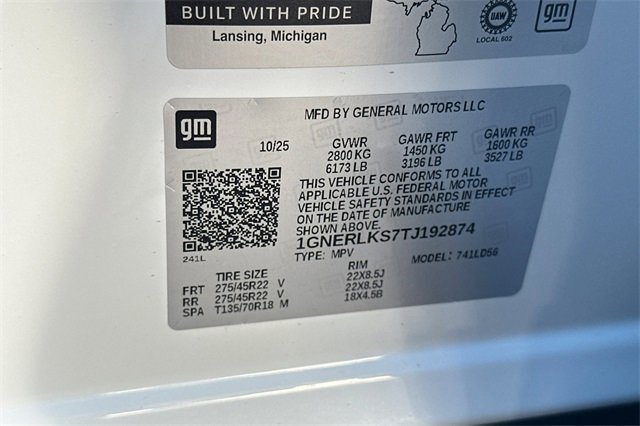 BUILT WITH PRIDE
Lansing, Michigan
UAW
LOCAL 602
gm
gm
MFD BY GENERAL MOTORS LLC
10/25
GVWR GAWR FRT GAWR RR
2800 KG 1450 KG 1600 KG
6173 LB 3196 LB 3527 LB
THIS VEHICLE CONFORMS TO ALL
APPLICABLE U.S. FEDERAL MOTOR
VEHICLE SAFETY STANDARDS IN EFFECT
ON THE DATE OF MANUFACTURE
SHOWN ABOVE.
1GNERLKS7TJ192874
TYPE: MPV MODEL: 741LD56
241L
TIRE SIZE RIM
FRT 275/45R22 V 22X8.5J
RR 275/45R22 V 22X8.5J
SPA T135/70R18 M 18X4.5B